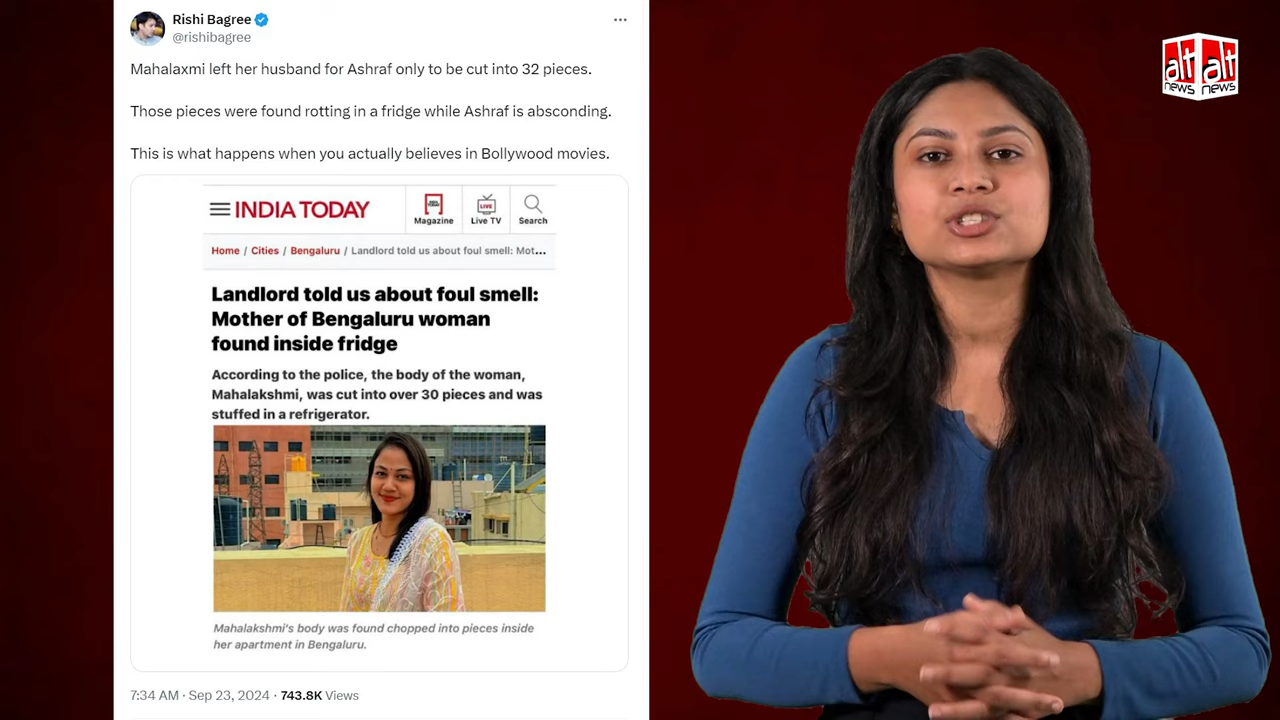 Rishi Bagree
@rishibagree
Mahalaxmi left her husband for Ashraf only to be cut into 32 pieces.
Those pieces were found rotting in a fridge while Ashraf is absconding.
This is what happens when you actually believes in Bollywood movies.
INDIA TODAY
Magazine
LIVE
Live TV
Search
Home / Cities / Bengaluru / Landlord told us about foul smell: Mot...
Landlord told us about foul smell:
Mother of Bengaluru woman
found inside fridge
According to the police, the body of the woman,
Mahalakshmi, was cut into over 30 pieces and was
stuffed in a refrigerator.
Mahalakshmi's body was found chopped into pieces inside
her apartment in Bengaluru.
7:34 AM · Sep 23, 2024 · 743.8K Views
alt alt
news news